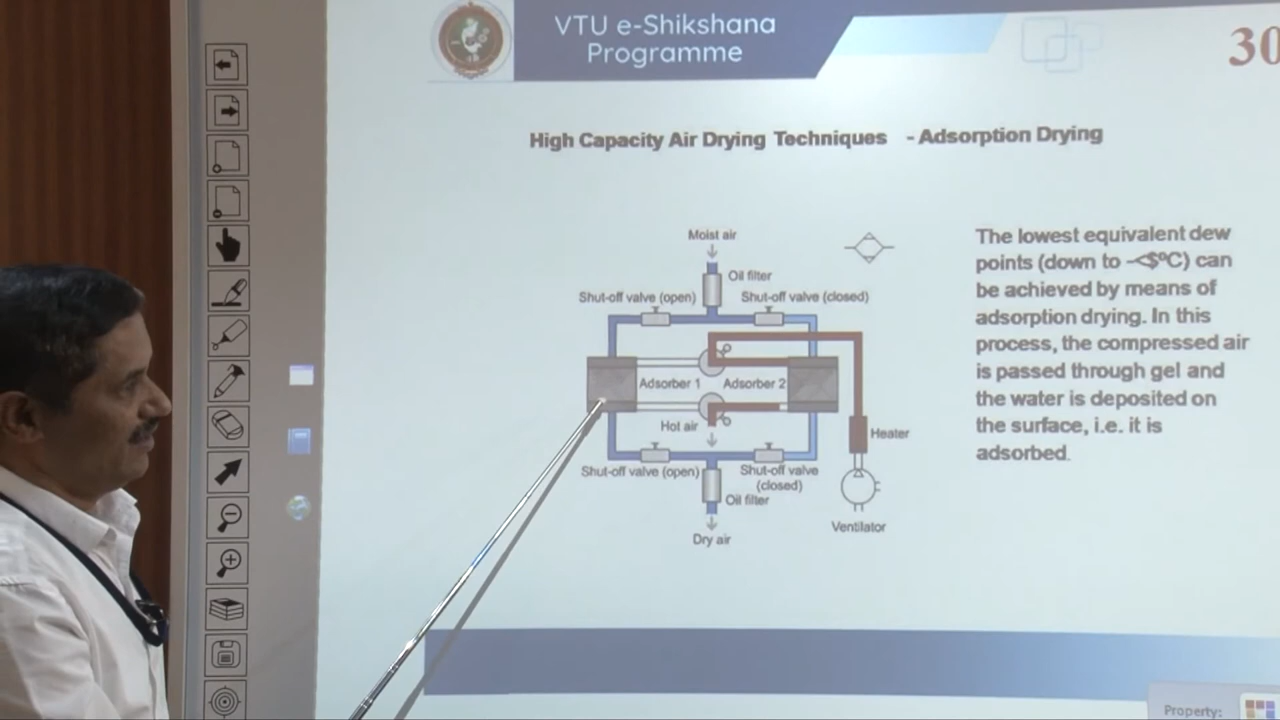 VTU e-Shikshana
Programme
30
High Capacity Air Drying Techniques - Adsorption Drying
Moist air
Oil filter
Shut-off valve (open)
Shut-off valve (closed)
Adsorber 1
Adsorber 2
Hot air
Heater
Shut-off valve (open)
Shut-off valve
(closed)
Oil filter
Ventilator
Dry air
The lowest equivalent dew
points (down to °C) can
be achieved by means of
adsorption drying. In this
process, the compressed air
is passed through gel and
the water is deposited on
the surface, i.e. it is
adsorbed.
Property: